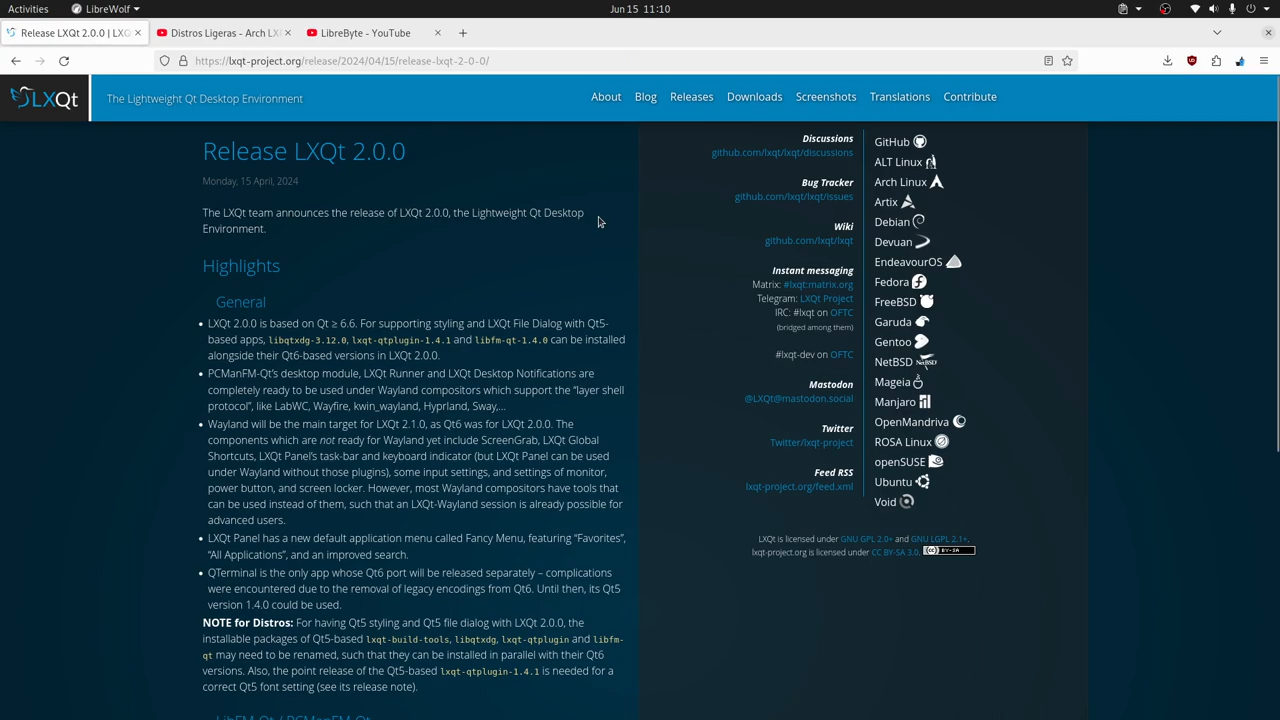 Activities
LibreWolf
Jun 15 11:10
Release LXQt 2.0.0 | LXQ
Distros Ligeras - Arch LX
LibreByte - YouTube
https://lxqt-project.org/release/2024/04/15/release-lxqt-2-0-0/
LXQt
The Lightweight Qt Desktop Environment
About
Blog
Releases
Downloads
Screenshots
Translations
Contribute
Release LXQt 2.0.0
Monday, 15 April, 2024
The LXQt team announces the release of LXQt 2.0.0, the Lightweight Qt Desktop
Environment.
Highlights
General
• LXQt 2.0.0 is based on Qt ≥ 6.6. For supporting styling and LXQt File Dialog with Qt5-
based apps, libqtxdg-3.12.0, lxqt-qtplugin-1.4.1 and libfm-qt-1.4.0 can be installed
alongside their Qt6-based versions in LXQt 2.0.0.
• PCManFM-Qt’s desktop module, LXQt Runner and LXQt Desktop Notifications are
completely ready to be used under Wayland compositors which support the “layer shell
protocol”, like LabWC, Wayfire, kwin_wayland, Hyprland, Sway,…
• Wayland will be the main target for LXQt 2.1.0, as Qt6 was for LXQt 2.0.0. The
components which are not ready for Wayland yet include ScreenGrab, LXQt Global
Shortcuts, LXQt Panel’s task-bar and keyboard indicator (but LXQt Panel can be used
under Wayland without those plugins), some input settings, and settings of monitor,
power button, and screen locker. However, most Wayland compositors have tools that
can be used instead of them, such that an LXQt-Wayland session is already possible for
advanced users.
• LXQt Panel has a new default application menu called Fancy Menu, featuring “Favorites”,
“All Applications”, and an improved search.
• QTerminal is the only app whose Qt6 port will be released separately – complications
were encountered due to the removal of legacy encodings from Qt6. Until then, its Qt5
version 1.4.0 could be used.
NOTE for Distros: For having Qt5 styling and Qt5 file dialog with LXQt 2.0.0, the
installable packages of Qt5-based lxqt-build-tools, libqtxdg, lxqt-qtplugin and libfm-
qt may need to be renamed, such that they can be installed in parallel with their Qt6
versions. Also, the point release of the Qt5-based lxqt-qtplugin-1.4.1 is needed for a
correct Qt5 font setting (see its release note).
LibFM-Qt / PCManFM-Qt
Discussions
github.com/lxqt/lxqt/discussions
Bug Tracker
github.com/lxqt/lxqt/issues
Wiki
github.com/lxqt/lxqt
Instant messaging
Matrix: #lxqt:matrix.org
Telegram: LXQt Project
IRC: #lxqt on OFTC
(bridged among them)
#lxqt-dev on OFTC
Mastodon
@LXQt@mastodon.social
Twitter
Twitter/lxqt-project
Feed RSS
lxqt-project.org/feed.xml
GitHub
ALT Linux
Arch Linux
Artix
Debian
Devuan
EndeavourOS
Fedora
FreeBSD
Garuda
Gentoo
NetBSD
Mageia
Manjaro
OpenMandriva
ROSA Linux
openSUSE
Ubuntu
Void
LXQt is licensed under GNU GPL 2.0+ and GNU LGPL 2.1+,
lxqt-project.org is licensed under CC BY-SA 3.0.